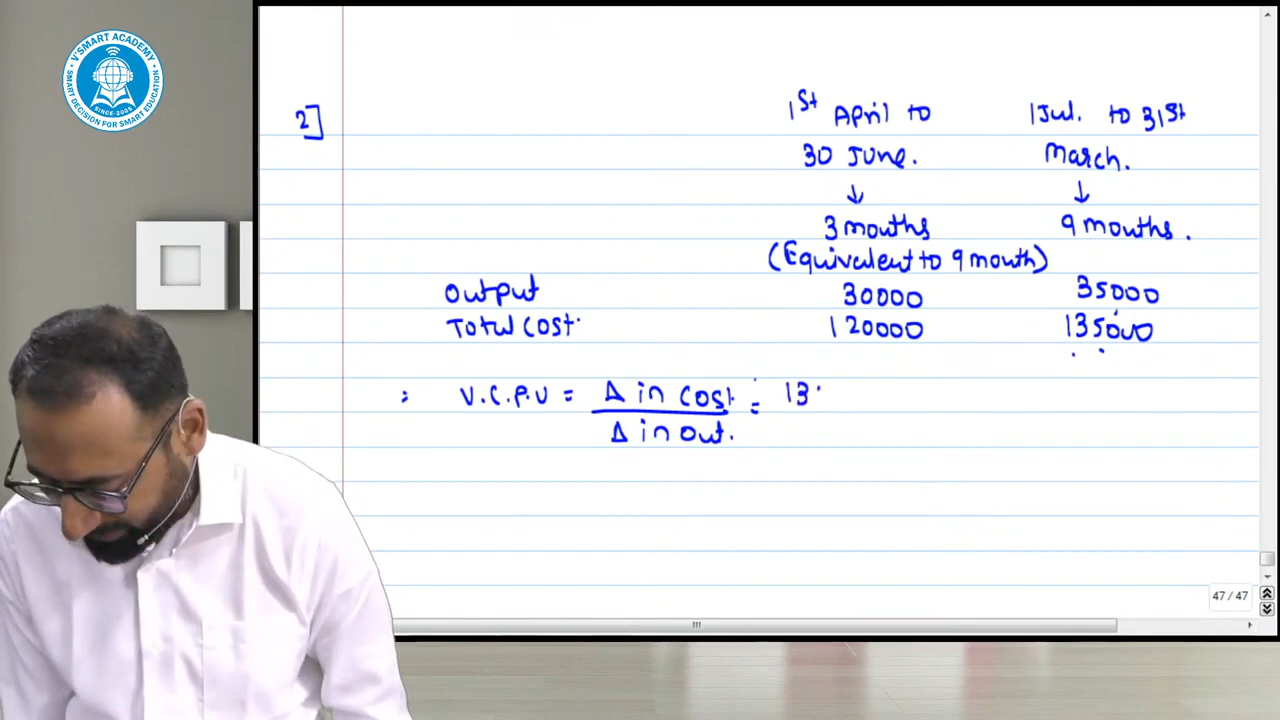 V'SMART ACADEMY
SMART DECISION FOR SMART EDUCATION
SINCE-2005
2]
1st April to 1Jul. to 31st
30 June. March.
↓ ↓
3 months 9 months.
(Equivalent to 9 month)
Output 30000 35000
Total cost. 120000 135000
: V.C.P.U = Δ in cost. = 13
Δ in out.
47 / 47